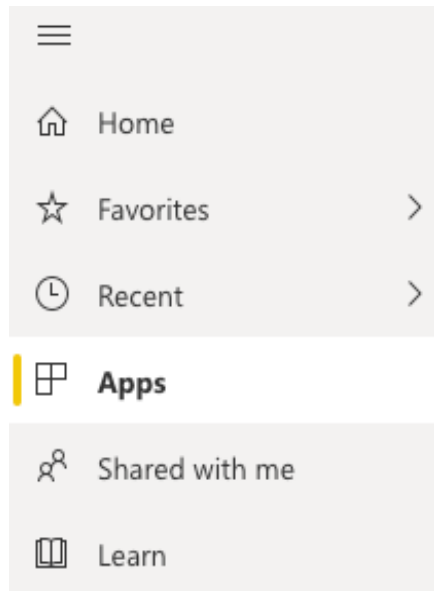 Home
Favorites
Recent
Apps
Shared with me
Learn